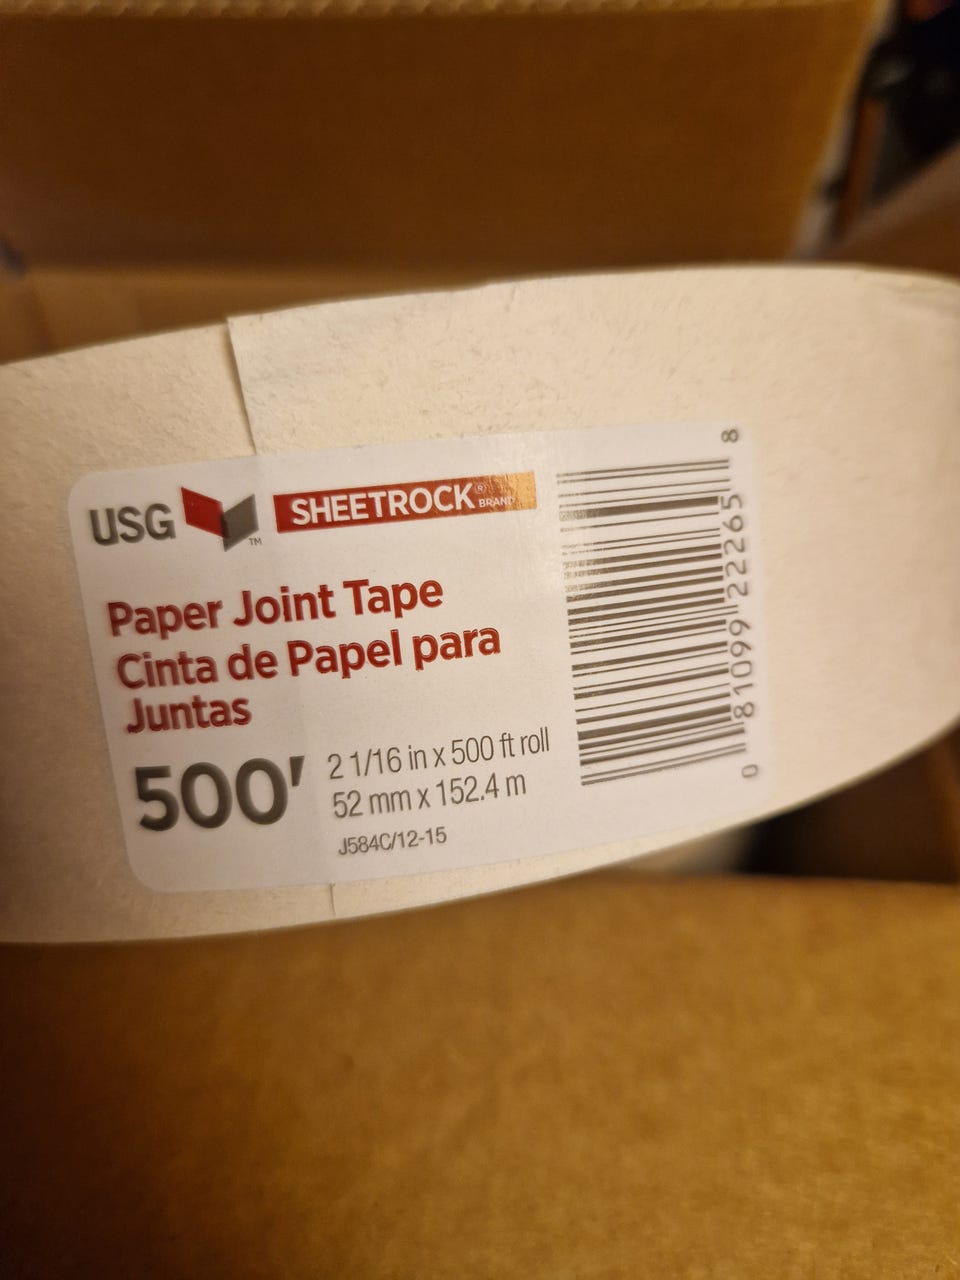 USG™ SHEETROCK® BRAND
Paper Joint Tape
Cinta de Papel para
Juntas
500'
2 1/16 in x 500 ft roll
52 mm x 152.4 m
J584C/12-15
0 81099 22265 8